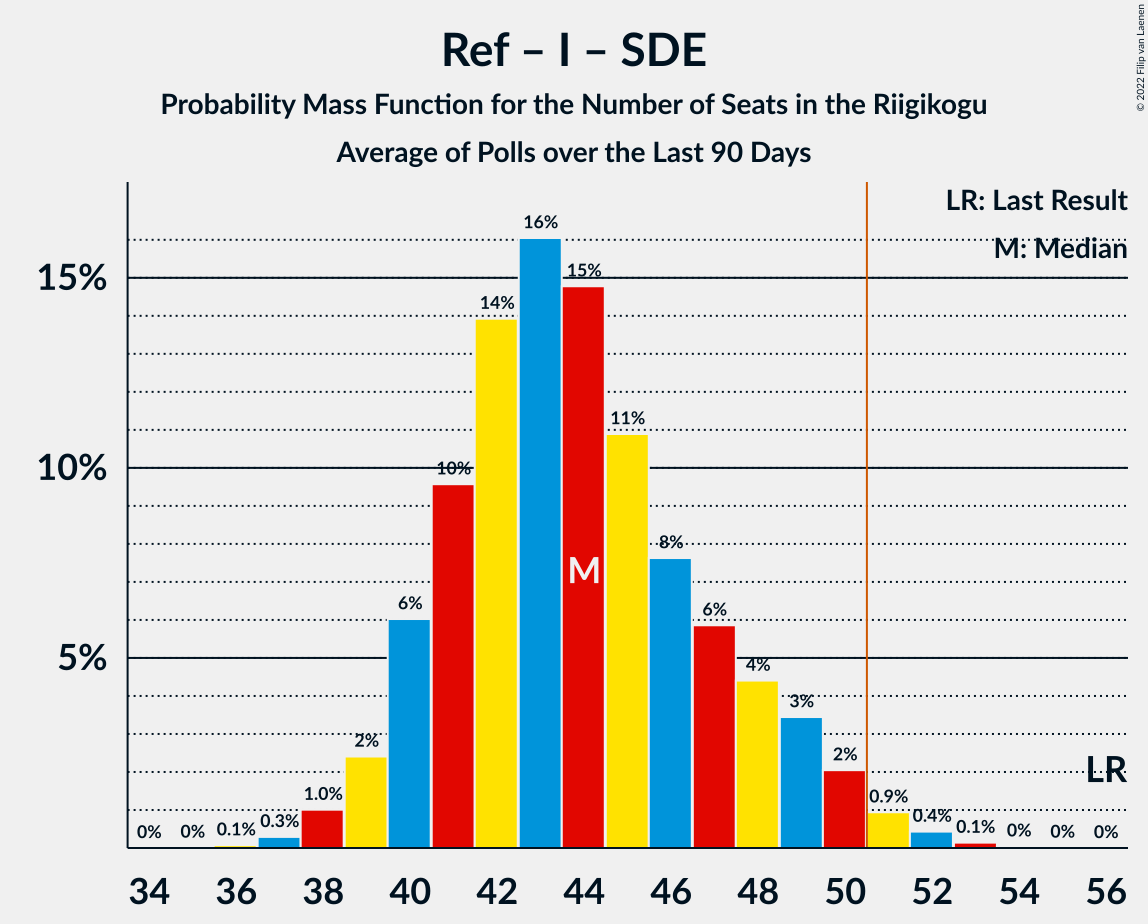 Ref – I – SDE
Probability Mass Function for the Number of Seats in the Riigikogu
Average of Polls over the Last 90 Days
© 2022 Filip van Laenen
LR: Last Result
M: Median
15%
10%
5%
0%
0%
0.1%
0.3%
1.0%
2%
6%
10%
14%
16%
15%
11%
8%
6%
4%
3%
2%
0.9%
0.4%
0.1%
0%
0%
0%
M
LR
34 36 38 40 42 44 46 48 50 52 54 56